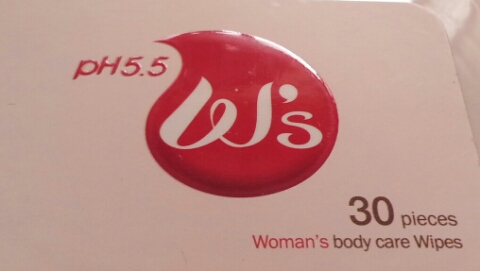 pH5.5
W's
30 pieces
Woman's body care Wipes